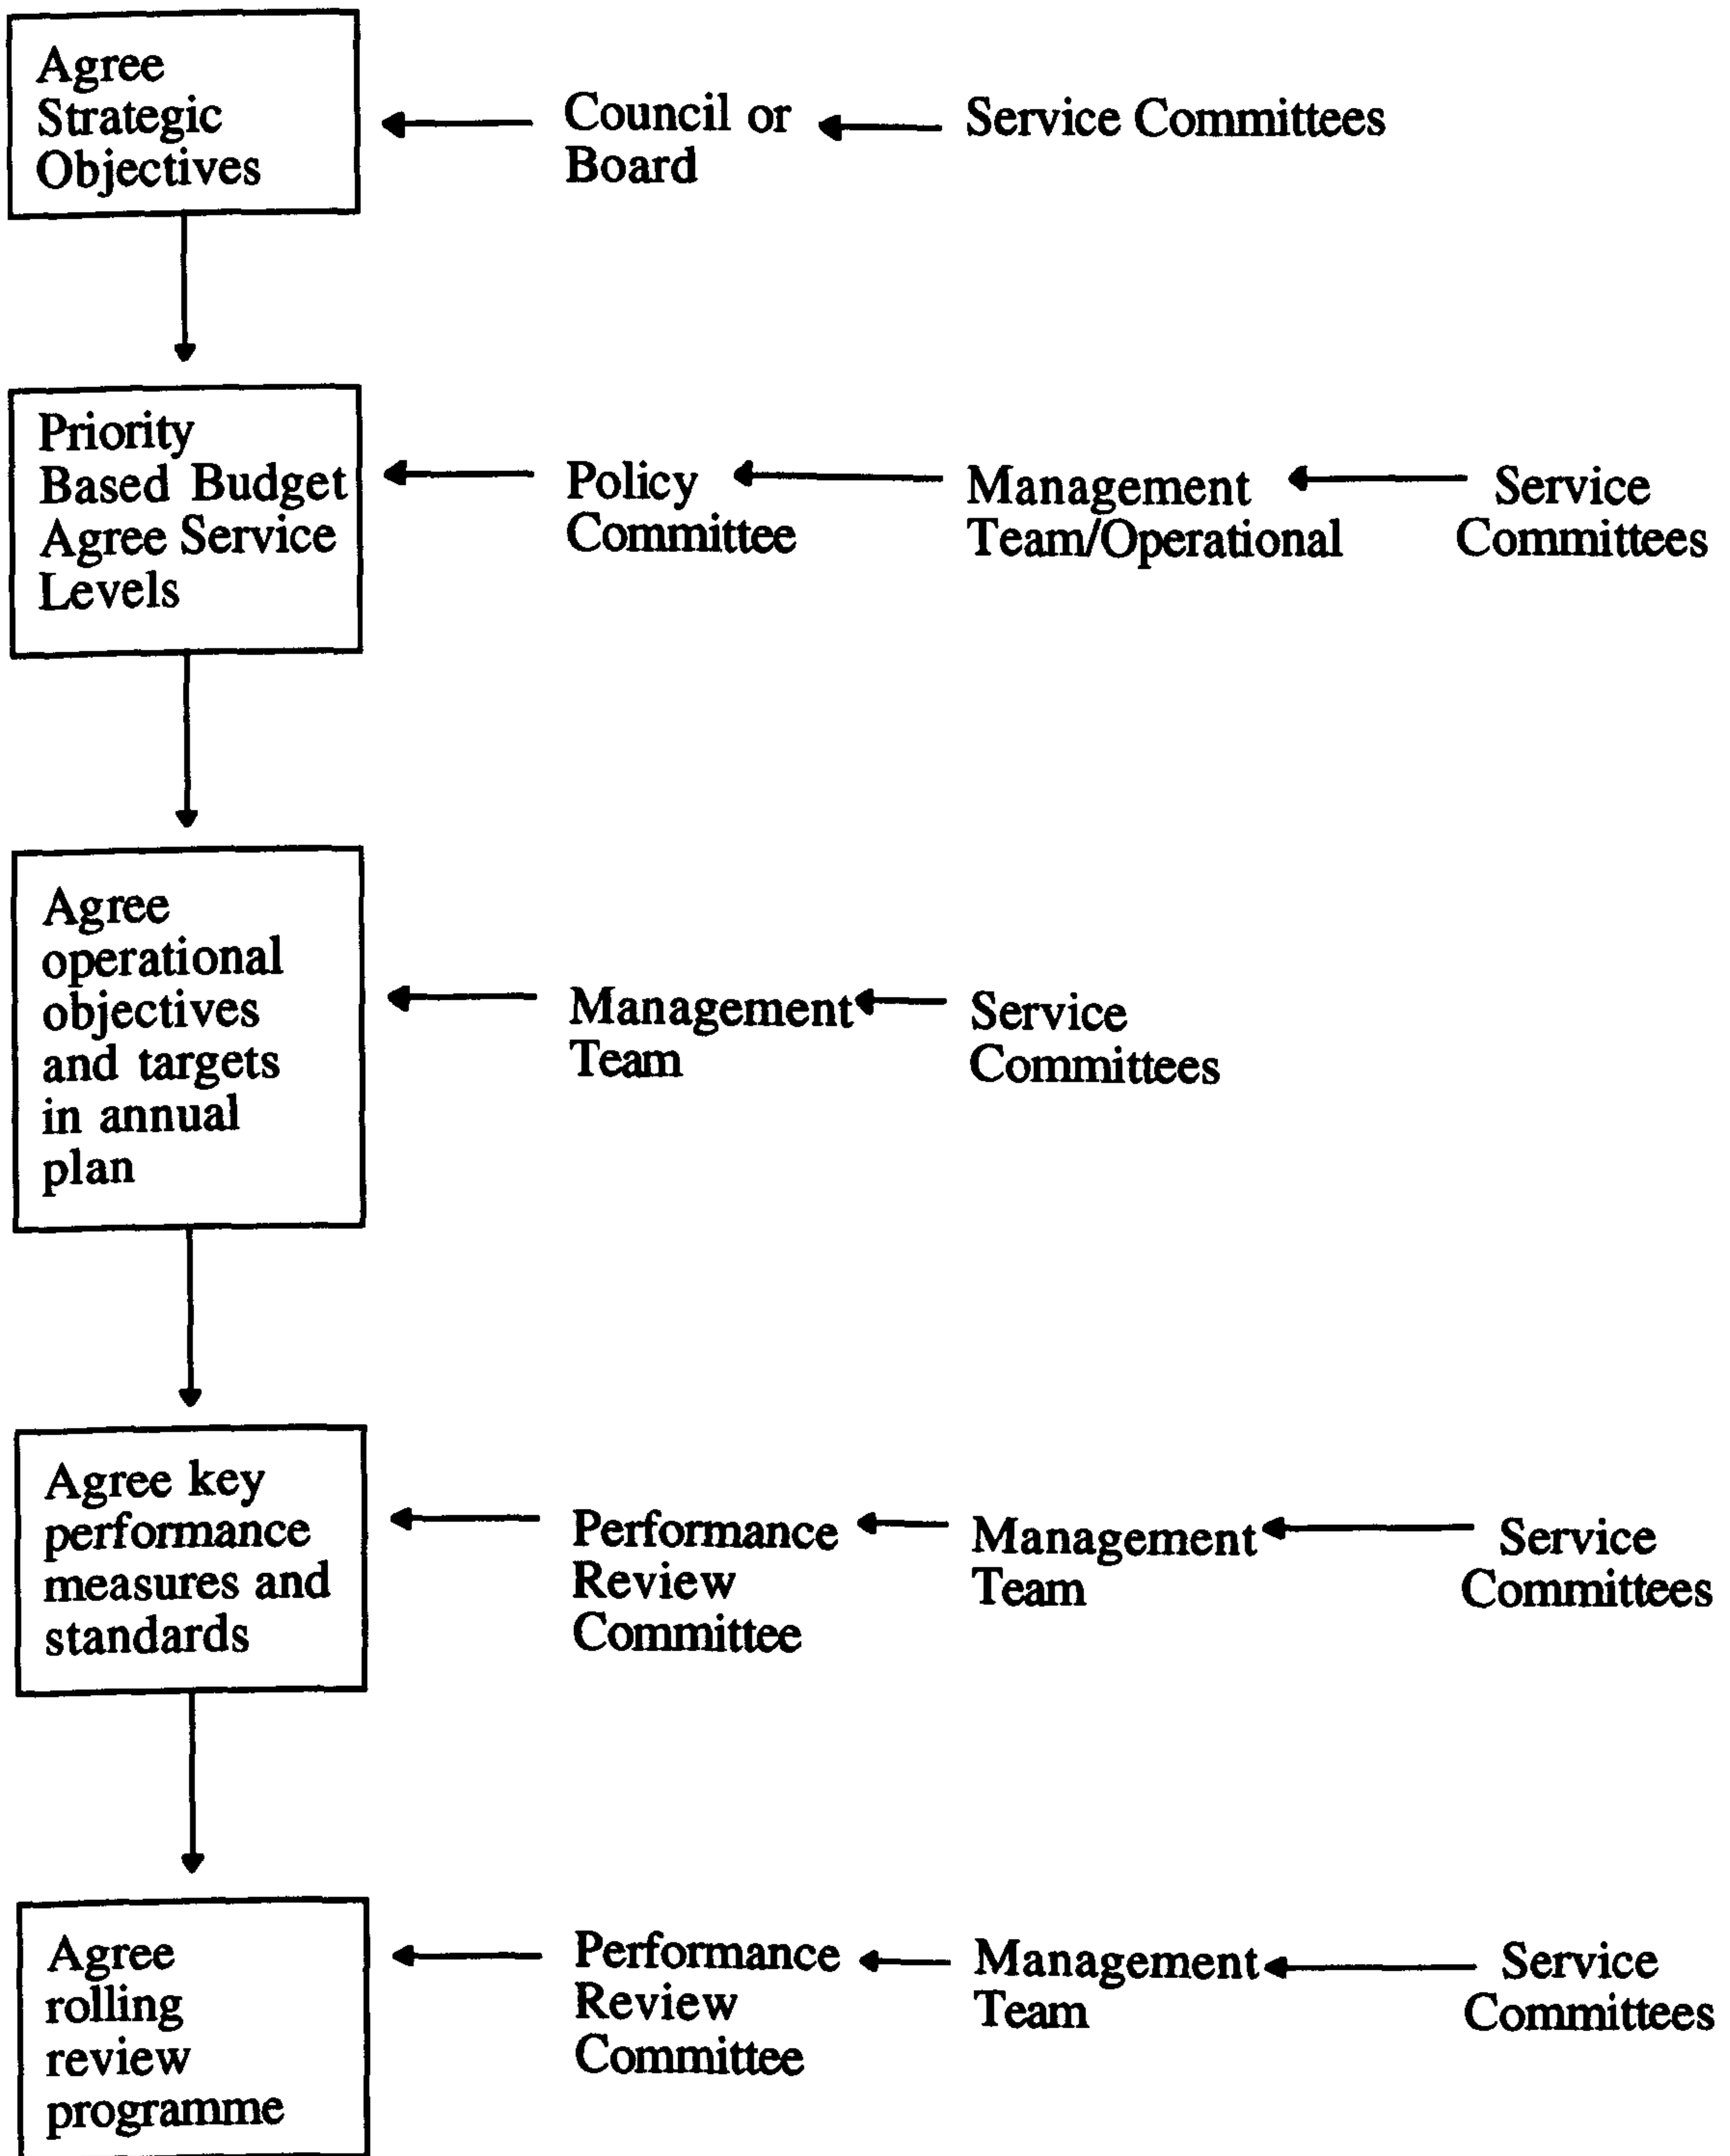 Agree
Strategic
Objectives
Council or
Board
Service Committees
Priority
Based Budget
Agree Service
Levels
Policy
Committee
Management
Team/Operational
Service
Committees
Agree
operational
objectives
and targets
in annual
plan
Management
Team
Service
Committees
Agree key
performance
measures and
standards
Performance
Review
Committee
Management
Team
Service
Committees
Agree
rolling
review
programme
Performance
Review
Committee
Management
Team
Service
Committees